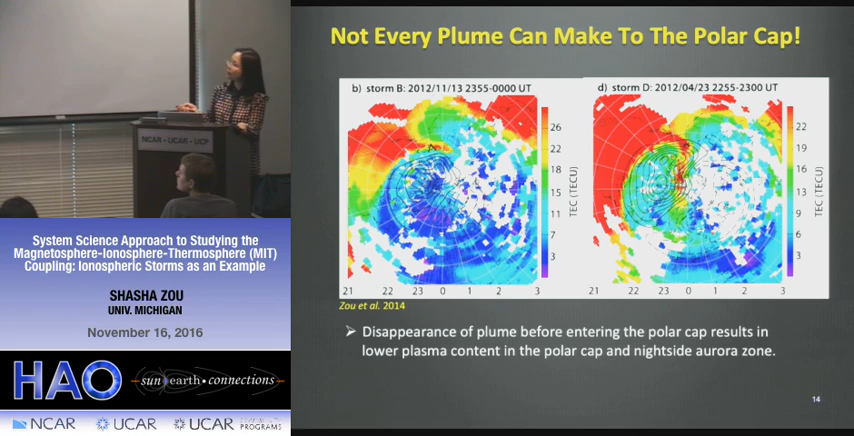 NCAR • UCAR • UCP
System Science Approach to Studying the
Magnetosphere-Ionosphere-Thermosphere (MIT)
Coupling: Ionospheric Storms as an Example
SHASHA ZOU
UNIV. MICHIGAN
November 16, 2016
HAO
sun earth • connections
NCAR
UCAR
UCAR PROGRAMS
Not Every Plume Can Make To The Polar Cap!
b) storm B: 2012/11/13 2355-0000 UT
26
22
18
15
11
7
3
TEC (TECU)
21 22 23 0 1 2 3
d) storm D: 2012/04/23 2255-2300 UT
22
19
16
13
9
6
3
TEC (TECU)
21 22 23 0 1 2 3
Zou et al. 2014
➢ Disappearance of plume before entering the polar cap results in
lower plasma content in the polar cap and nightside aurora zone.
14